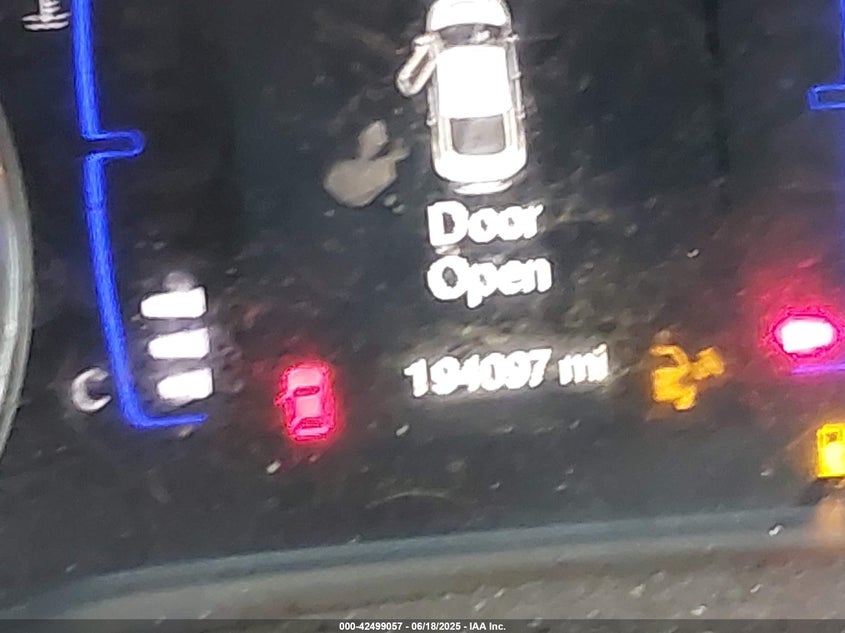 Door
Open
C
194097 mi
000-42499057 - 06/18/2025 - IAA Inc.